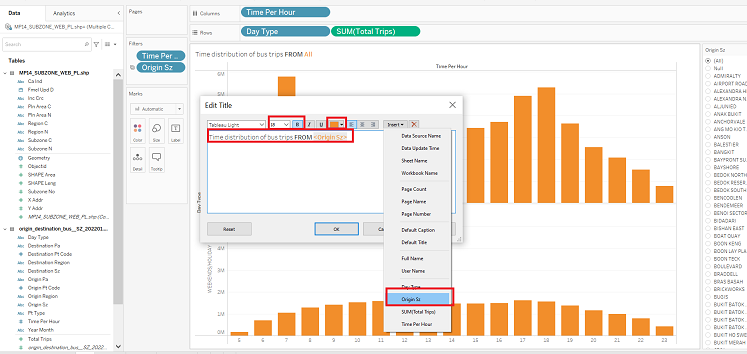 Data
Analytics
MP14_SUBZONE_WEB_PL.shp+ (Multiple C...
Search
Tables
MP14_SUBZONE_WEB_PL.shp
Ca Ind
Fmel Upd D
Inc Crc
Pln Area C
Pln Area N
Region C
Region N
Subzone C
Subzone N
Geometry
Objectid
SHAPE Area
SHAPE Leng
Subzone No
X Addr
Y Addr
MP14_SUBZONE_WEB_PL.shp (Co...
origin_destination_bus__SZ_202201...
Day Type
Destination Pa
Destination Pt Code
Destination Region
Destination Sz
Origin Pa
Origin Pt Code
Origin Region
Origin Sz
Pt Type
Time Per Hour
Year Month
Total Trips
origin_destination_bus__SZ_2022...
Pages
Filters
Time Per ...
Origin Sz
Marks
Automatic
Color
Size
Label
Detail
Tooltip
Columns
Time Per Hour
Rows
Day Type
SUM(Total Trips)
Time distribution of bus trips FROM All
Time Per Hour
Day Type
WEEKENDS/HOLIDAY
6M
5M
4M
3M
2M
1M
0M
5
6
7
8
9
10
11
12
13
14
15
16
17
18
19
20
21
22
23
Edit Title
Tableau Light
18
B
I
U
Insert
Time distribution of bus trips FROM <Origin Sz>
Reset
OK
Data Source Name
Data Update Time
Sheet Name
Workbook Name
Page Count
Page Name
Page Number
Default Caption
Default Title
Full Name
User Name
Day Type
Origin Sz
SUM(Total Trips)
Time Per Hour
Origin Sz
(All)
Null
ADMIRALTY
AIRPORT ROAD
ALEXANDRA H
ALEXANDRA N
ALJUNIED
ANAK BUKIT
ANCHORVALE
ANG MO KIO T
ANSON
BALESTIER
BANGKIT
BAYFRONT SU
BAYSHORE
BEDOK NORTH
BEDOK RESER
BEDOK SOUTH
BENCOOLEN
BENDEMEER
BENOI SECTOR
BIDADARI
BISHAN EAST
BOAT QUAY
BOON KENG
BOON LAY PLA
BOON TECK
BOULEVARD
BRADDELL
BRAS BASAH
BRICKWORKS
BUGIS
BUKIT BATOK
BUKIT BATOK
BUKIT BATOK
BUKIT BATOK
BUKIT HO SWE
BUKIT MERAH